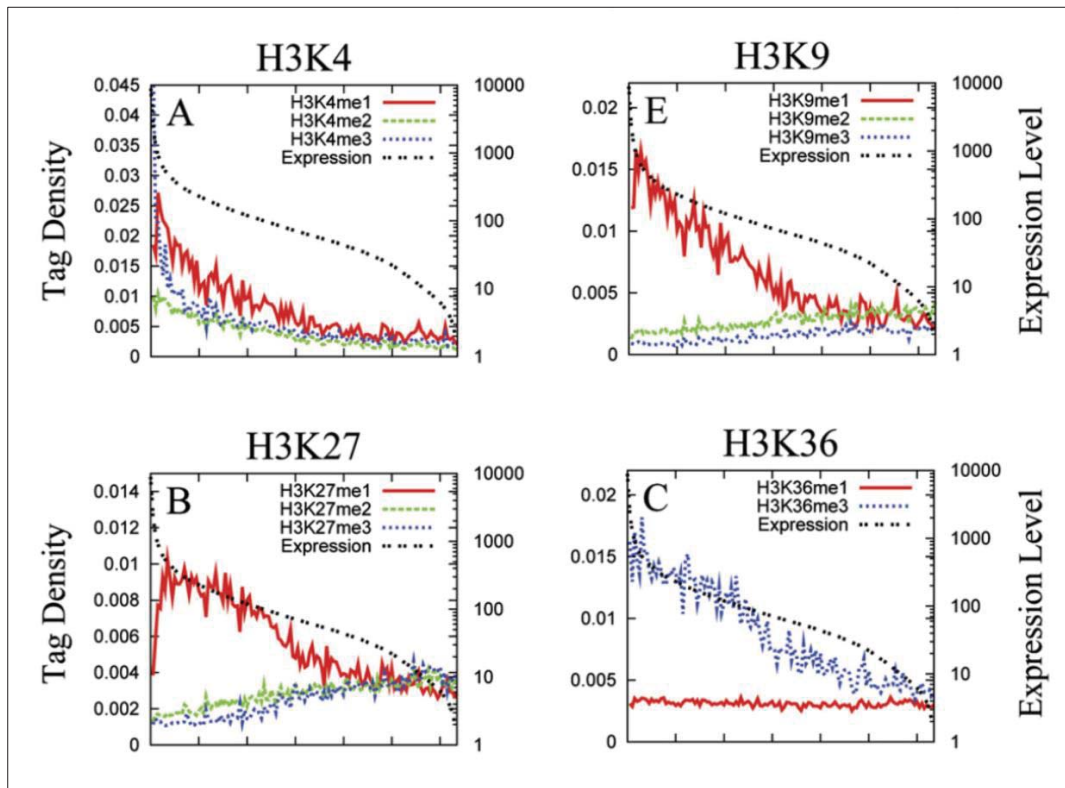 H3K4
A
H3K4me1
H3K4me2
H3K4me3
Expression
0.045
0.04
0.035
0.03
0.025
0.02
0.015
0.01
0.005
0
10000
1000
100
10
1
Tag Density
H3K9
E
H3K9me1
H3K9me2
H3K9me3
Expression
0.02
0.015
0.01
0.005
0
10000
1000
100
10
1
Expression Level
H3K27
B
H3K27me1
H3K27me2
H3K27me3
Expression
0.014
0.012
0.01
0.008
0.006
0.004
0.002
0
10000
1000
100
10
1
Tag Density
H3K36
C
H3K36me1
H3K36me3
Expression
0.02
0.015
0.01
0.005
0
10000
1000
100
10
1
Expression Level